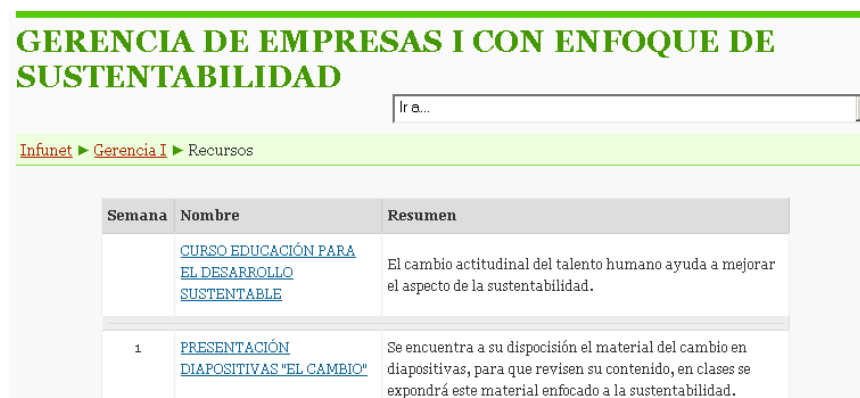 GERENCIA DE EMPRESAS I CON ENFOQUE DE
SUSTENTABILIDAD
Ir a...
Infunet ► Gerencia I ► Recursos
Semana Nombre Resumen
CURSO EDUCACIÓN PARA
EL DESARROLLO
SUSTENTABLE
El cambio actitudinal del talento humano ayuda a mejorar
el aspecto de la sustentabilidad.
1
PRESENTACIÓN
DIAPOSITIVAS "EL CAMBIO"
Se encuentra a su dispocisión el material del cambio en
diapositivas, para que revisen su contenido, en clases se
expondrá este material enfocado a la sustentabilidad.